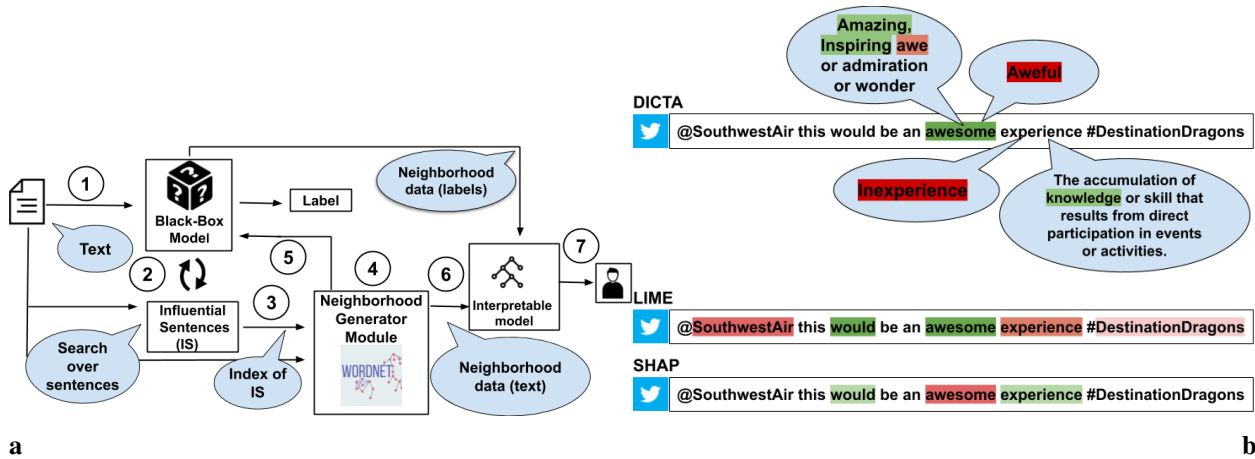 1
?
? ?
Black-Box
Model
Label
Neighborhood
data (labels)
Text
2
5
4
6
7
3
Influential
Sentences
(IS)
Neighborhood
Generator
Module
WORDNET
Interpretable
model
Search
over
sentences
Index of
IS
Neighborhood
data (text)
a
Amazing,
Inspiring awe
or admiration
or wonder
Aweful
DICTA
@SouthwestAir this would be an awesome experience #DestinationDragons
Inexperience
The accumulation of
knowledge or skill that
results from direct
participation in events
or activities.
LIME
@SouthwestAir this would be an awesome experience #DestinationDragons
SHAP
@SouthwestAir this would be an awesome experience #DestinationDragons
b